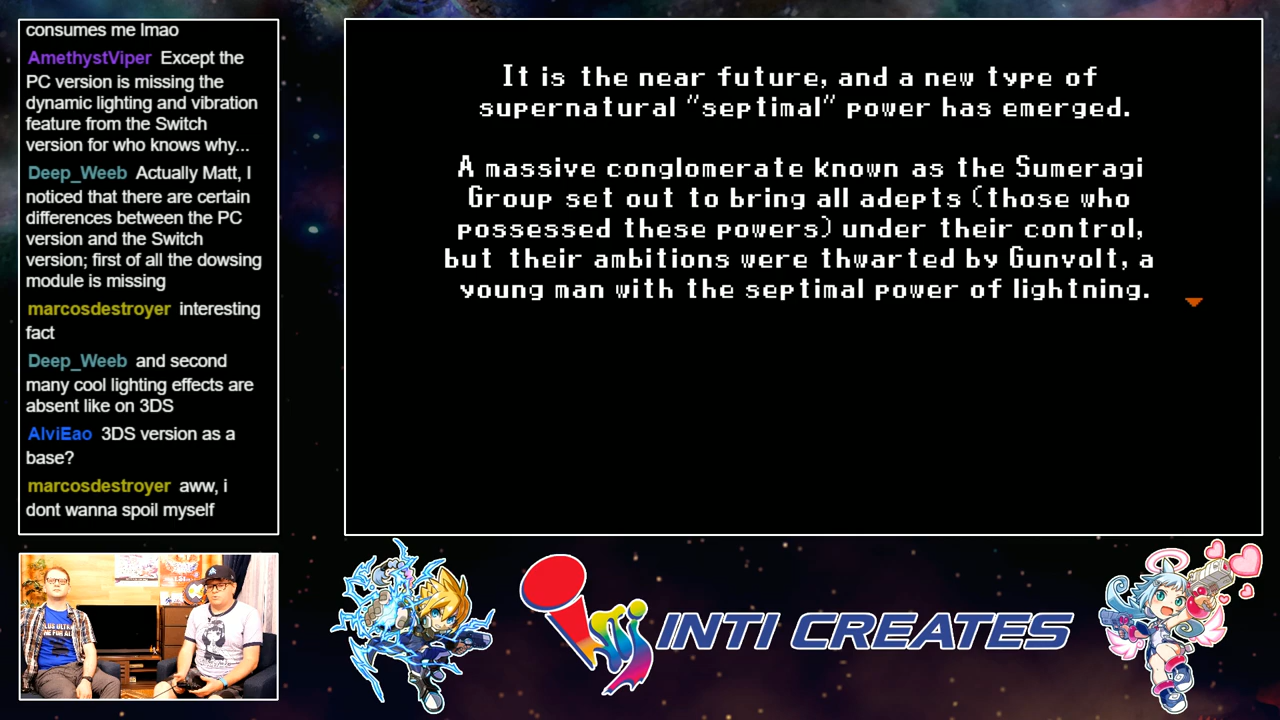 consumes me lmao
AmethystViper Except the
PC version is missing the
dynamic lighting and vibration
feature from the Switch
version for who knows why...
Deep_Weeb Actually Matt, I
noticed that there are certain
differences between the PC
version and the Switch
version; first of all the dowsing
module is missing
marcosdestroyer interesting
fact
Deep_Weeb and second
many cool lighting effects are
absent like on 3DS
AlviEao 3DS version as a
base?
marcosdestroyer aww, i
dont wanna spoil myself
It is the near future, and a new type of
supernatural "septimal" power has emerged.
A massive conglomerate known as the Sumeragi
Group set out to bring all adepts (those who
possessed these powers) under their control,
but their ambitions were thwarted by Gunvolt, a
young man with the septimal power of lightning.
inti INTI CREATES